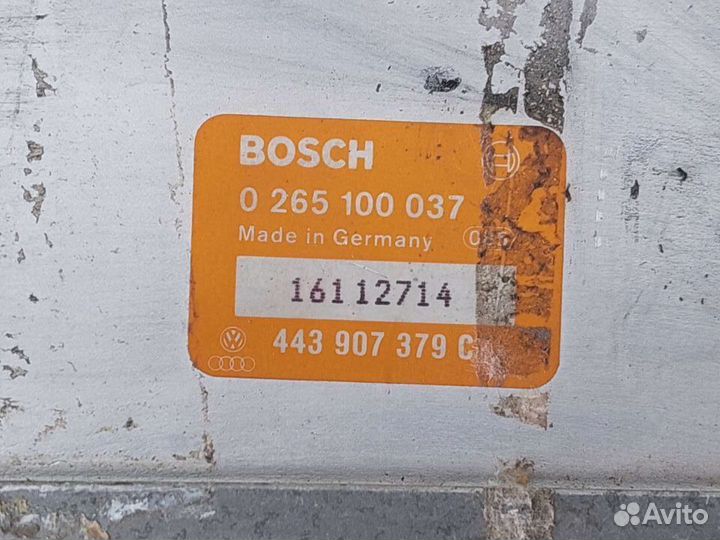 BOSCH
0 265 100 037
Made in Germany
16112714
443 907 379 C
Avito